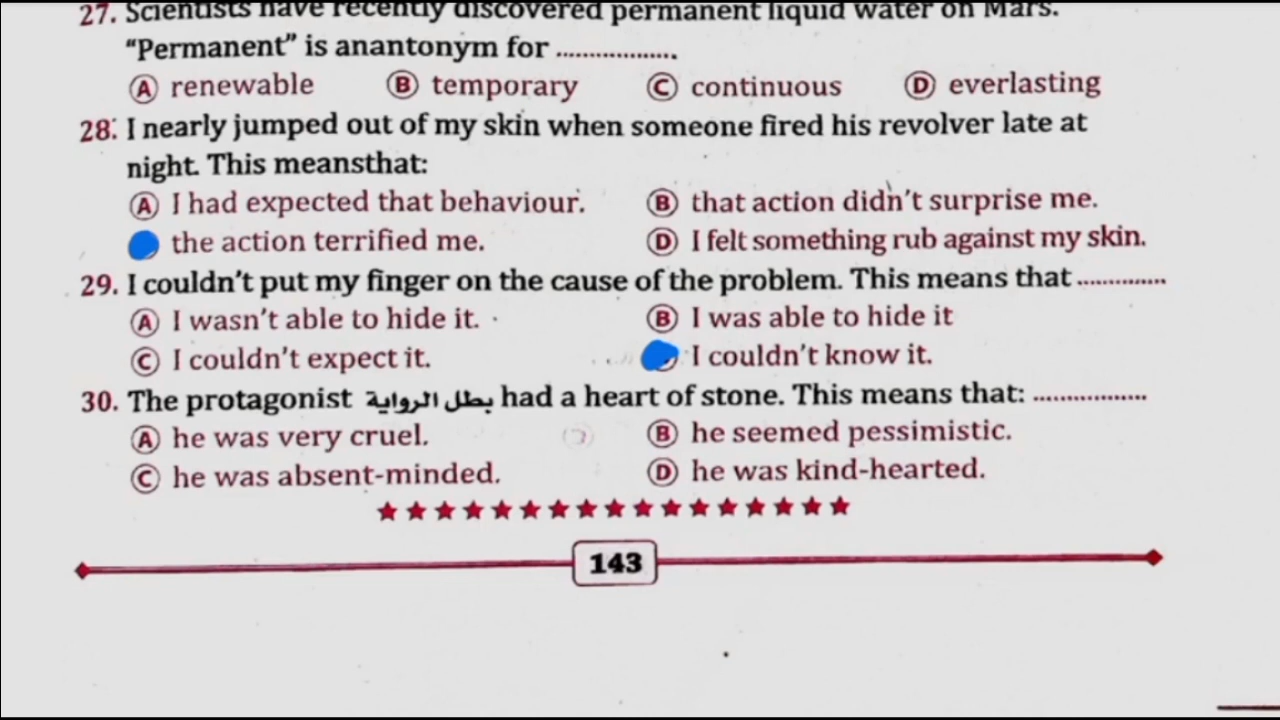 27. Scientists have recently discovered permanent liquid water on Mars.
“Permanent” is anantonym for ..................
A renewable B temporary C continuous D everlasting
28. I nearly jumped out of my skin when someone fired his revolver late at
night. This meansthat:
A I had expected that behaviour. B that action didn’t surprise me.
the action terrified me. D I felt something rub against my skin.
29. I couldn’t put my finger on the cause of the problem. This means that .............
A I wasn’t able to hide it. B I was able to hide it
C I couldn’t expect it. I couldn’t know it.
30. The protagonist بطل الرواية had a heart of stone. This means that: .................
A he was very cruel. B he seemed pessimistic.
C he was absent-minded. D he was kind-hearted.
143